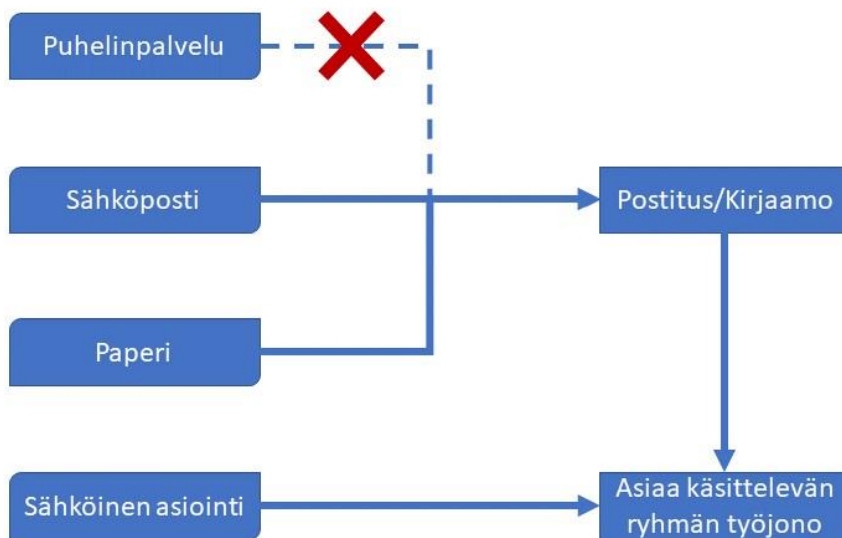 Puhelinpalvelu
Sähköposti
Postitus/Kirjaamo
Paperi
Sähköinen asiointi
Asiaa käsittelevän
ryhmän työjono